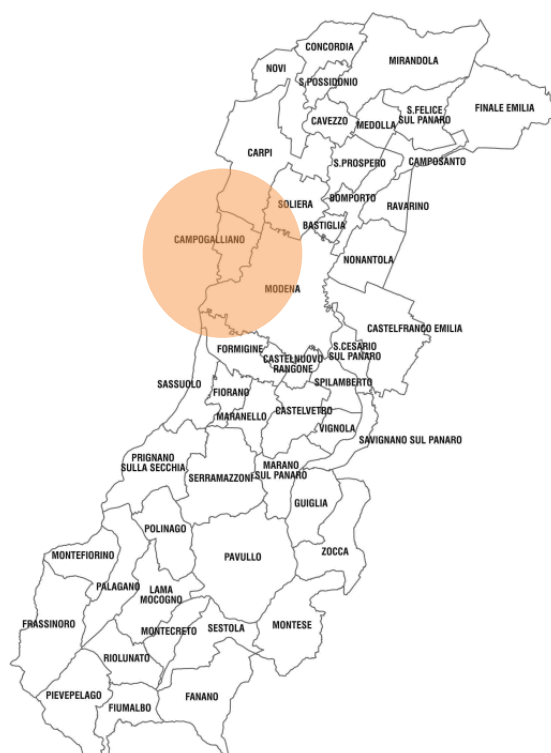 CONCORDIA
MIRANDOLA
NOVI
S.POSSIDONIO
FINALE EMILIA
S.FELICE
SUL PANARO
CAVEZZO
MEDOLLA
CARPI
S.PROSPERO
CAMPOSANTO
SOLIERA
BOMPORTO
RAVARINO
BASTIGLIA
CAMPOGALLIANO
NONANTOLA
MODENA
CASTELFRANCO EMILIA
S.CESARIO
SUL PANARO
FORMIGINE
CASTELNUOVO
RANGONE
SASSUOLO
SPILAMBERTO
FIORANO
MARANELLO
CASTELVETRO
VIGNOLA
SAVIGNANO SUL PANARO
PRIGNANO
SULLA SECCHIA
MARANO
SUL PANARO
SERRAMAZZONI
GUIGLIA
POLINAGO
MONTEFIORINO
PAVULLO
ZOCCA
PALAGANO
LAMA
MOCOGNO
FRASSINORO
MONTECRETO
SESTOLA
MONTESE
RIOLUNATO
PIEVEPELAGO
FIUMALBO
FANANO